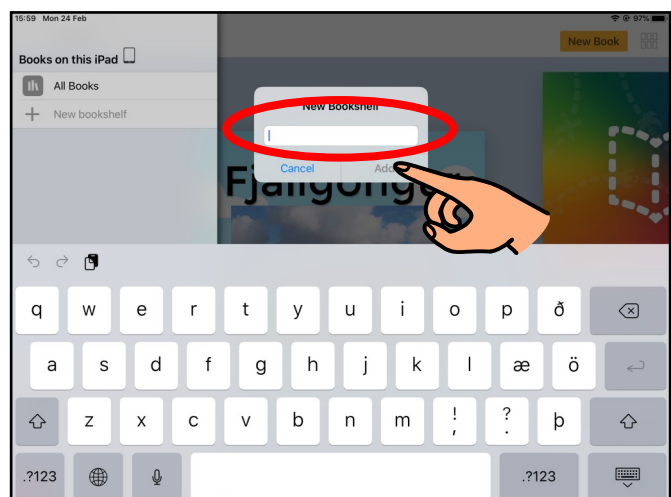 15:59 Mon 24 Feb
97%
New Book
Books on this iPad
All Books
New bookshelf
New Bookshelf
Cancel
Add
q w e r t y u i o p ð
a s d f g h j k l æ ö
z x c v b n m ! , ? . þ
.?123 .?123